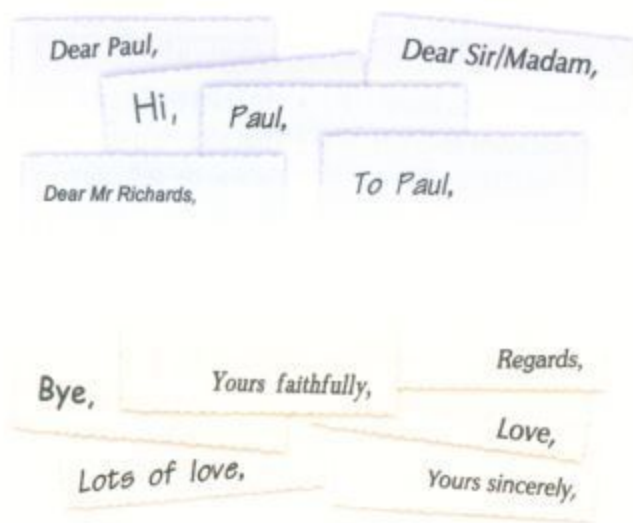 Dear Paul,
Dear Sir/Madam,
Hi,
Paul,
Dear Mr Richards,
To Paul,
Regards,
Bye,
Yours faithfully,
Love,
Lots of love,
Yours sincerely,